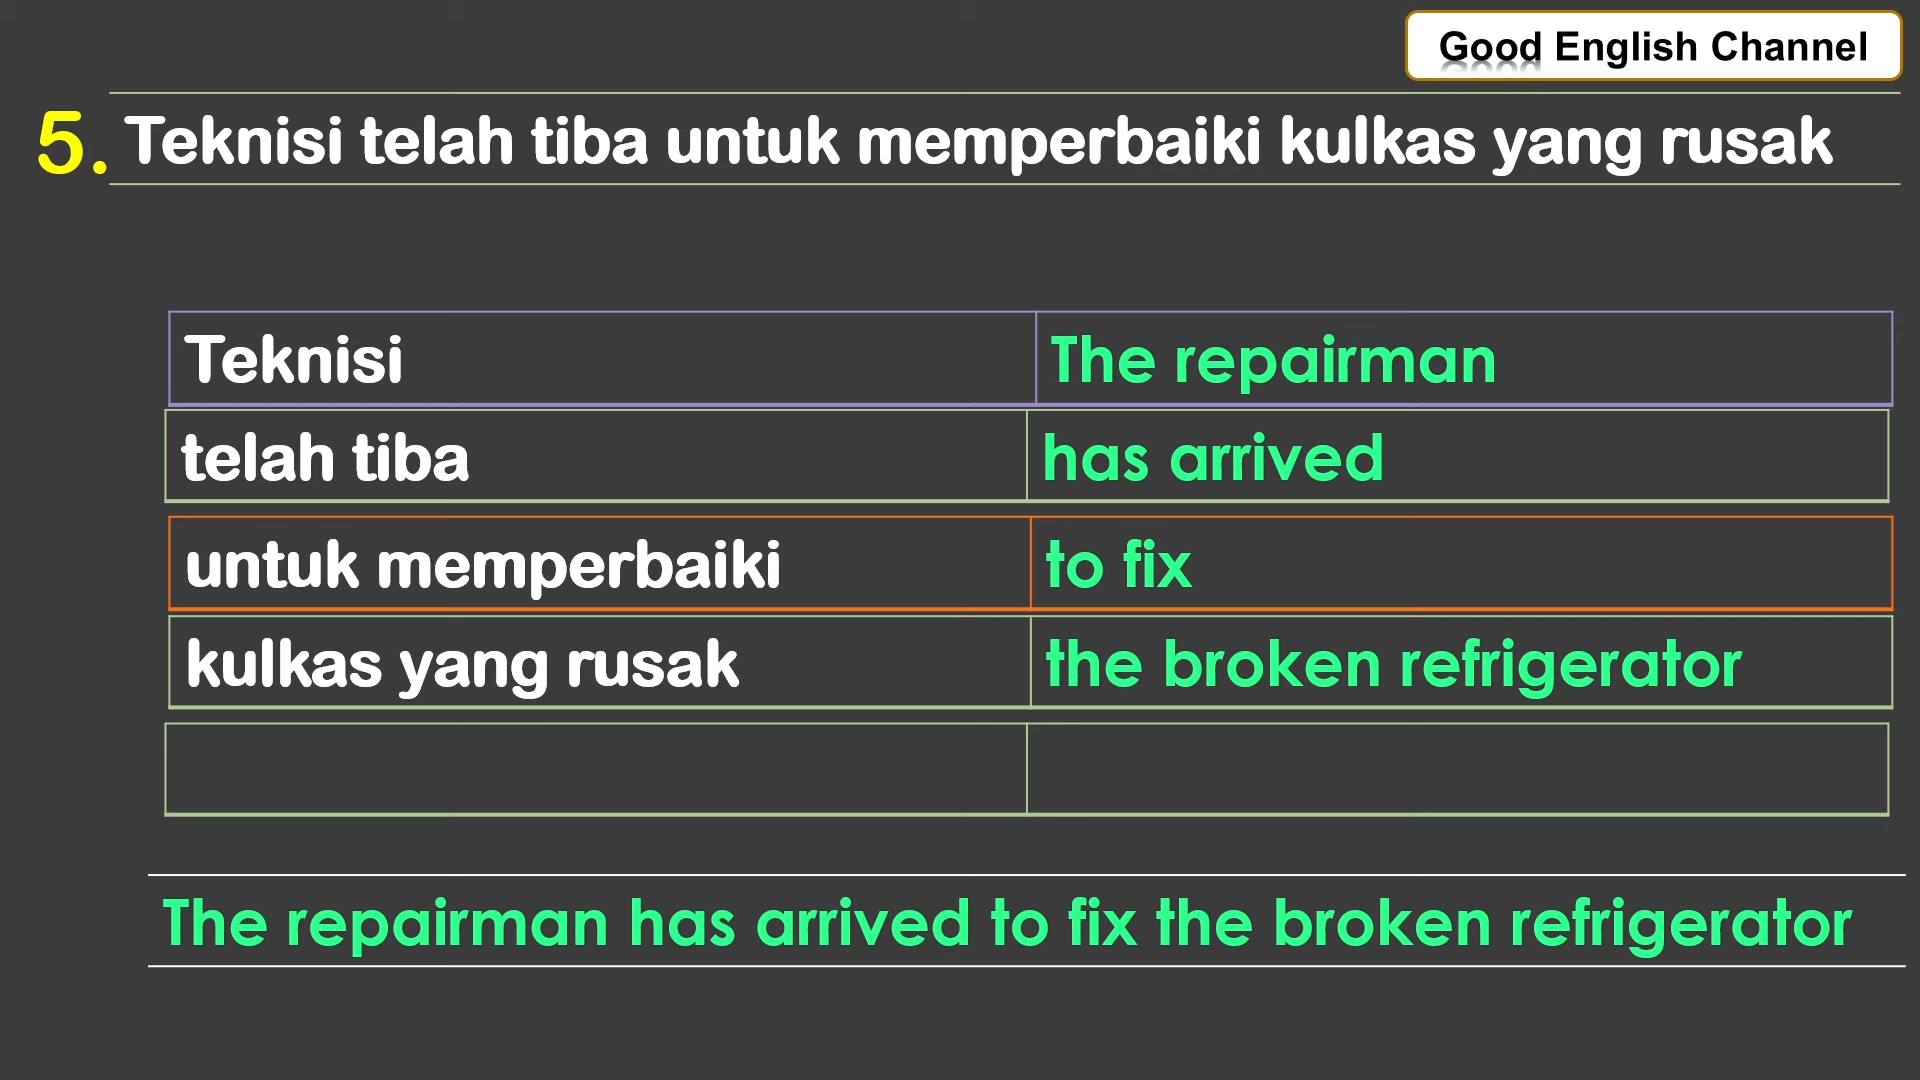 Good English Channel
5. Teknisi telah tiba untuk memperbaiki kulkas yang rusak
Teknisi The repairman
telah tiba has arrived
untuk memperbaiki to fix
kulkas yang rusak the broken refrigerator
The repairman has arrived to fix the broken refrigerator